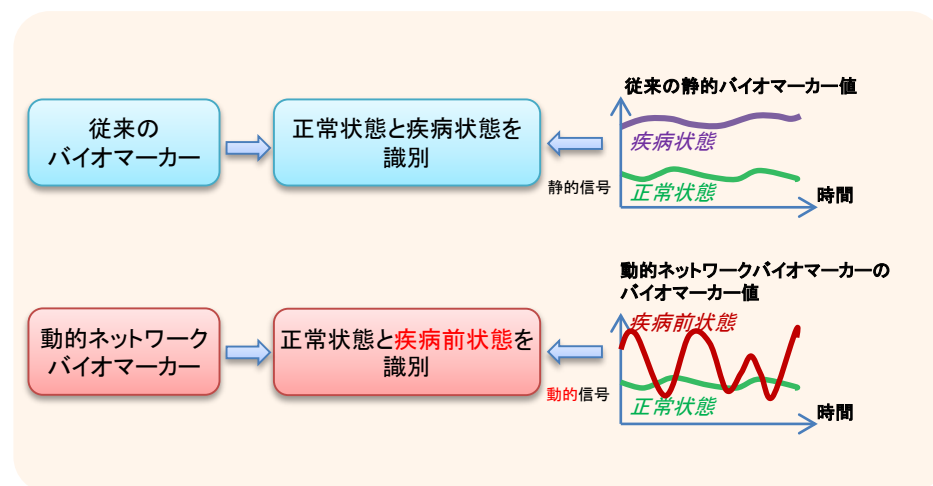 従来の
バイオマーカー
正常状態と疾病状態を
識別
従来の静的バイオマーカー値
疾病状態
静的信号
正常状態
時間
動的ネットワークバイオマーカーの
バイオマーカー値
動的ネットワーク
バイオマーカー
正常状態と疾病前状態を
識別
疾病前状態
動的信号
正常状態
時間